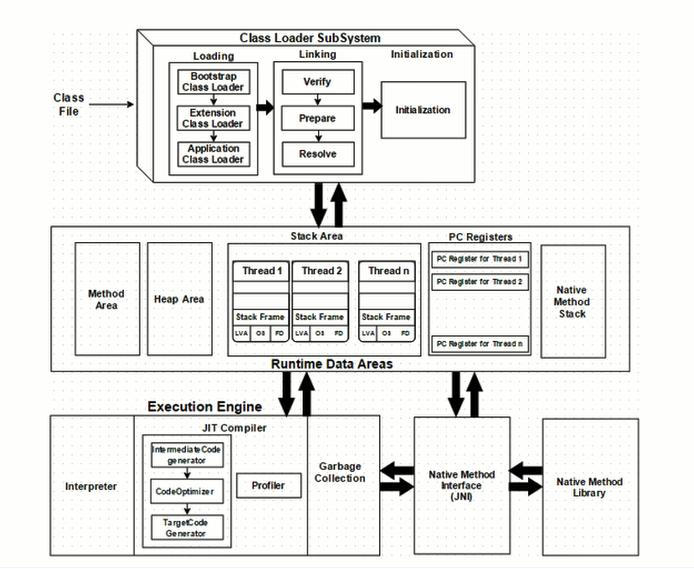 Class Loader SubSystem
Loading
Linking
Initialization
Bootstrap
Class Loader
Extension
Class Loader
Application
Class Loader
Verify
Prepare
Resolve
Initialization
Class
File
Stack Area
PC Registers
Method
Area
Heap Area
Thread 1
Stack Frame
LVA OS FD
Thread 2
Stack Frame
LVA OS FD
Thread n
Stack Frame
LVA OS FD
PC Register for Thread 1
PC Register for Thread 2
PC Register for Thread n
Native
Method
Stack
Runtime Data Areas
Execution Engine
JIT Compiler
Interpreter
IntermediateCode
generator
CodeOptimizer
TargetCode
Generator
Profiler
Garbage
Collection
Native Method
Interface
(JNI)
Native Method
Library